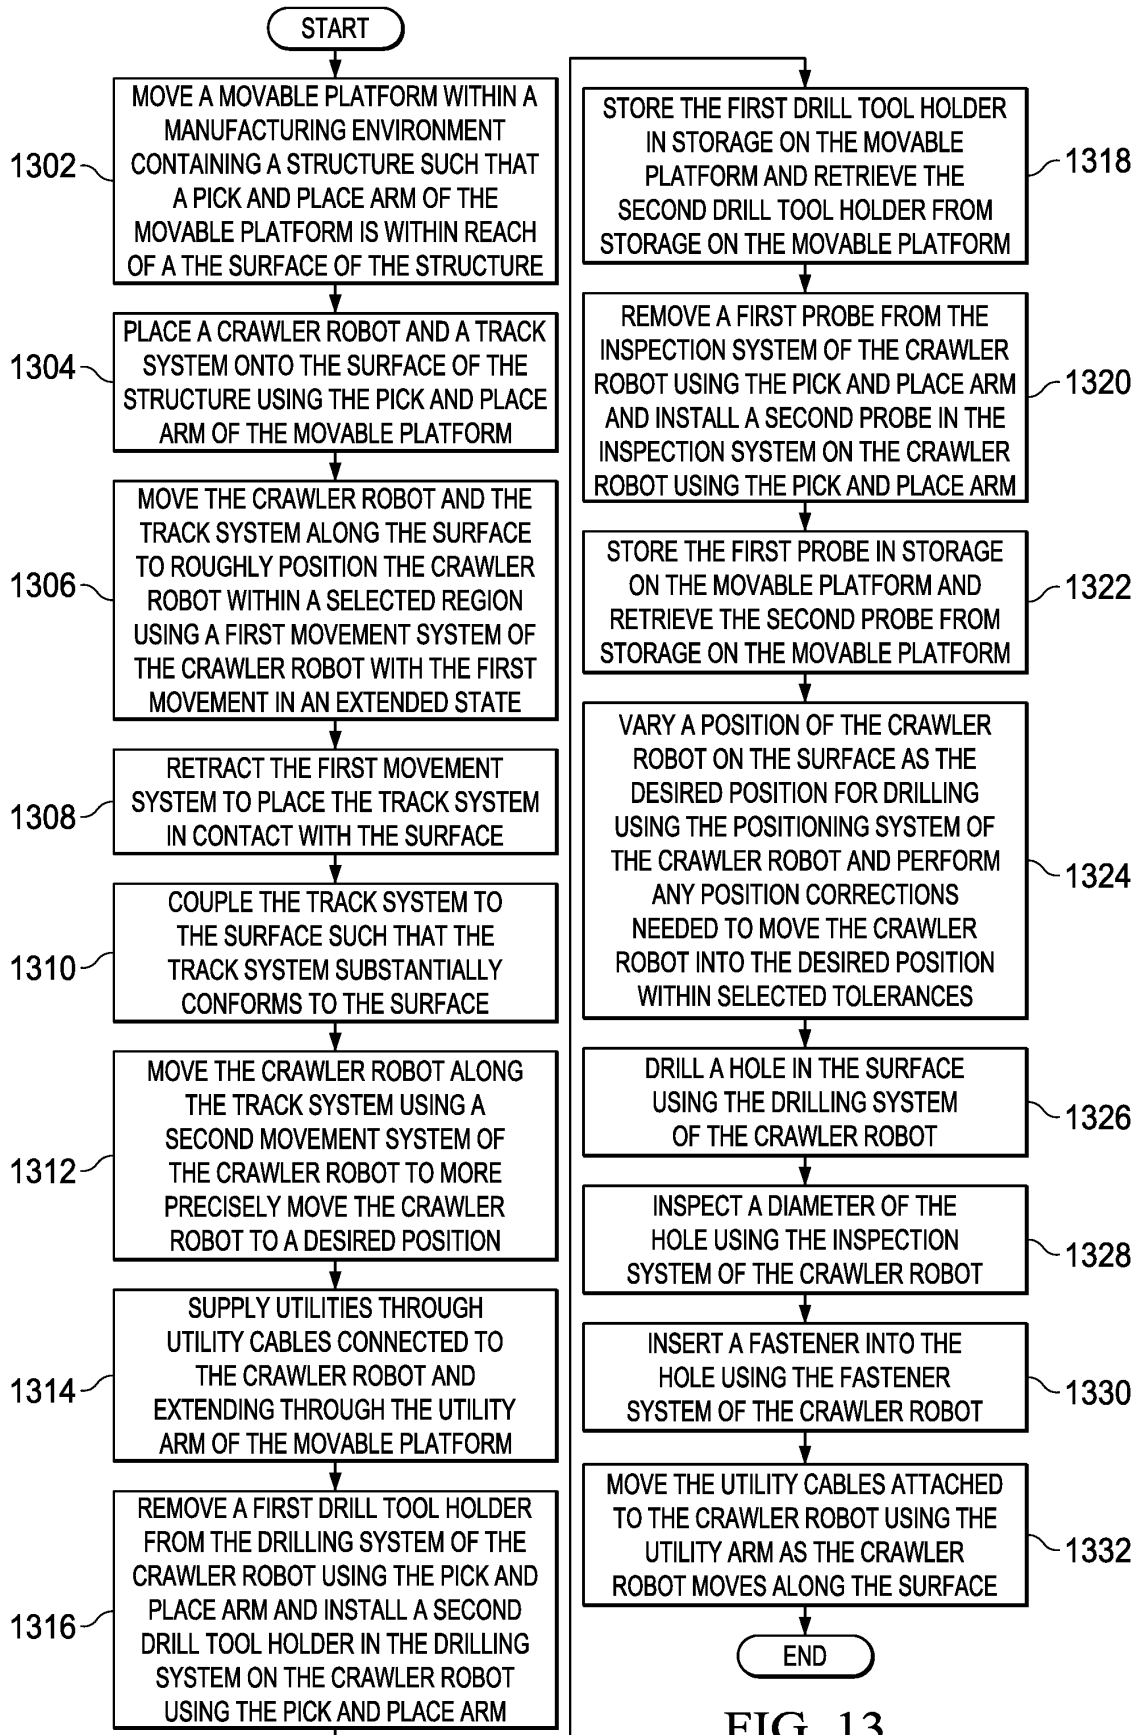 START
1302
MOVE A MOVABLE PLATFORM WITHIN A
MANUFACTURING ENVIRONMENT
CONTAINING A STRUCTURE SUCH THAT
A PICK AND PLACE ARM OF THE
MOVABLE PLATFORM IS WITHIN REACH
OF A THE SURFACE OF THE STRUCTURE
1304
PLACE A CRAWLER ROBOT AND A TRACK
SYSTEM ONTO THE SURFACE OF THE
STRUCTURE USING THE PICK AND PLACE
ARM OF THE MOVABLE PLATFORM
1306
MOVE THE CRAWLER ROBOT AND THE
TRACK SYSTEM ALONG THE SURFACE
TO ROUGHLY POSITION THE CRAWLER
ROBOT WITHIN A SELECTED REGION
USING A FIRST MOVEMENT SYSTEM OF
THE CRAWLER ROBOT WITH THE FIRST
MOVEMENT IN AN EXTENDED STATE
1308
RETRACT THE FIRST MOVEMENT
SYSTEM TO PLACE THE TRACK SYSTEM
IN CONTACT WITH THE SURFACE
1310
COUPLE THE TRACK SYSTEM TO
THE SURFACE SUCH THAT THE
TRACK SYSTEM SUBSTANTIALLY
CONFORMS TO THE SURFACE
1312
MOVE THE CRAWLER ROBOT ALONG
THE TRACK SYSTEM USING A
SECOND MOVEMENT SYSTEM OF
THE CRAWLER ROBOT TO MORE
PRECISELY MOVE THE CRAWLER
ROBOT TO A DESIRED POSITION
1314
SUPPLY UTILITIES THROUGH
UTILITY CABLES CONNECTED TO
THE CRAWLER ROBOT AND
EXTENDING THROUGH THE UTILITY
ARM OF THE MOVABLE PLATFORM
1316
REMOVE A FIRST DRILL TOOL HOLDER
FROM THE DRILLING SYSTEM OF THE
CRAWLER ROBOT USING THE PICK AND
PLACE ARM AND INSTALL A SECOND
DRILL TOOL HOLDER IN THE DRILLING
SYSTEM ON THE CRAWLER ROBOT
USING THE PICK AND PLACE ARM
STORE THE FIRST DRILL TOOL HOLDER
IN STORAGE ON THE MOVABLE
PLATFORM AND RETRIEVE THE
SECOND DRILL TOOL HOLDER FROM
STORAGE ON THE MOVABLE PLATFORM
1318
REMOVE A FIRST PROBE FROM THE
INSPECTION SYSTEM OF THE CRAWLER
ROBOT USING THE PICK AND PLACE ARM
AND INSTALL A SECOND PROBE IN THE
INSPECTION SYSTEM ON THE CRAWLER
ROBOT USING THE PICK AND PLACE ARM
1320
STORE THE FIRST PROBE IN STORAGE
ON THE MOVABLE PLATFORM AND
RETRIEVE THE SECOND PROBE FROM
STORAGE ON THE MOVABLE PLATFORM
1322
VARY A POSITION OF THE CRAWLER
ROBOT ON THE SURFACE AS THE
DESIRED POSITION FOR DRILLING
USING THE POSITIONING SYSTEM OF
THE CRAWLER ROBOT AND PERFORM
ANY POSITION CORRECTIONS
NEEDED TO MOVE THE CRAWLER
ROBOT INTO THE DESIRED POSITION
WITHIN SELECTED TOLERANCES
1324
DRILL A HOLE IN THE SURFACE
USING THE DRILLING SYSTEM
OF THE CRAWLER ROBOT
1326
INSPECT A DIAMETER OF THE
HOLE USING THE INSPECTION
SYSTEM OF THE CRAWLER ROBOT
1328
INSERT A FASTENER INTO THE
HOLE USING THE FASTENER
SYSTEM OF THE CRAWLER ROBOT
1330
MOVE THE UTILITY CABLES ATTACHED
TO THE CRAWLER ROBOT USING THE
UTILITY ARM AS THE CRAWLER
ROBOT MOVES ALONG THE SURFACE
1332
END
FIG. 13